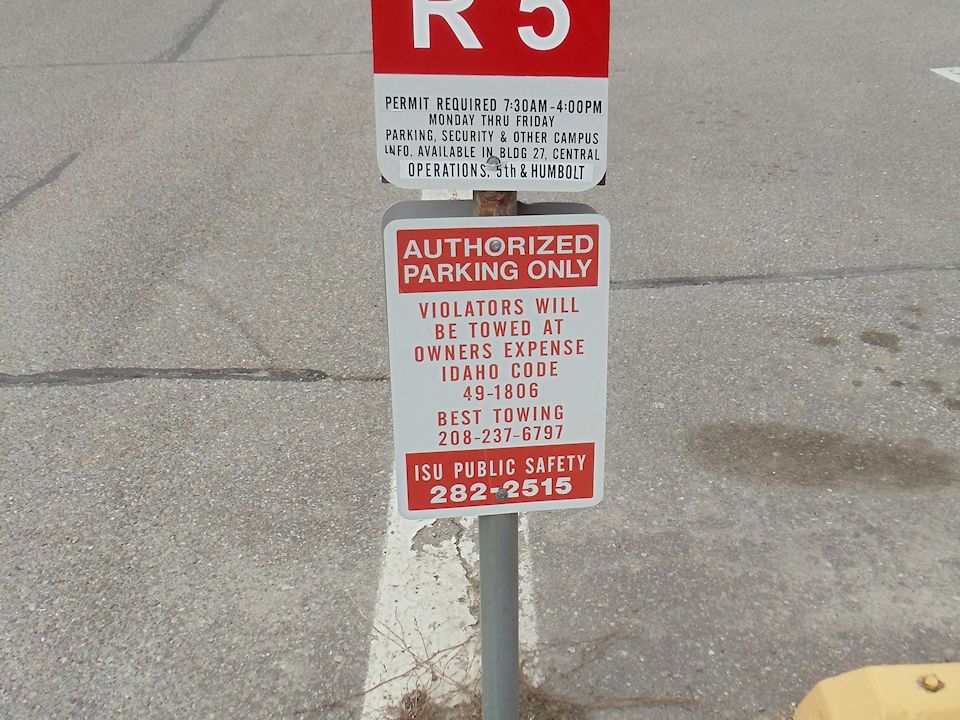 R 5
PERMIT REQUIRED 7:30AM-4:00PM
MONDAY THRU FRIDAY
PARKING, SECURITY & OTHER CAMPUS
INFO. AVAILABLE IN BLDG 27, CENTRAL
OPERATIONS. 5th & HUMBOLT
AUTHORIZED
PARKING ONLY
VIOLATORS WILL
BE TOWED AT
OWNERS EXPENSE
IDAHO CODE
49-1806
BEST TOWING
208-237-6797
ISU PUBLIC SAFETY
282-2515